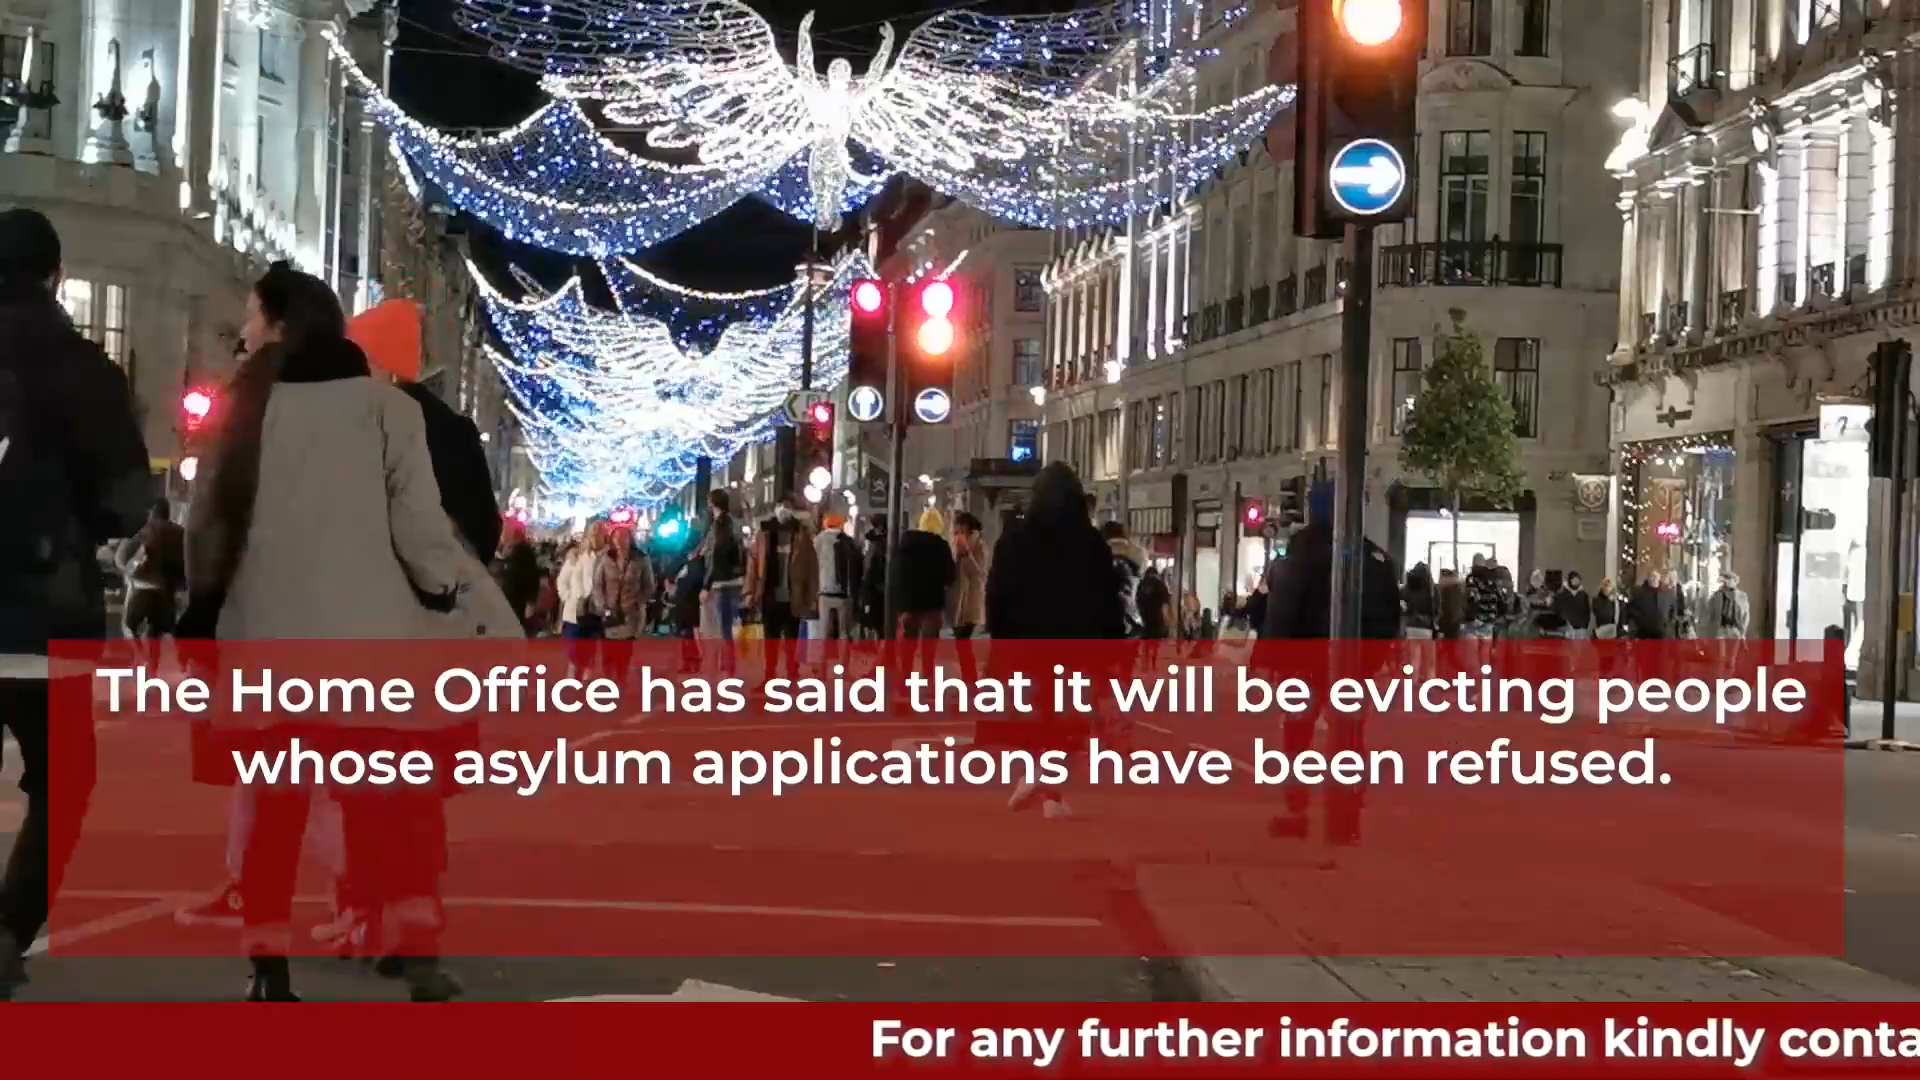 The Home Office has said that it will be evicting people
whose asylum applications have been refused.
For any further information kindly conta